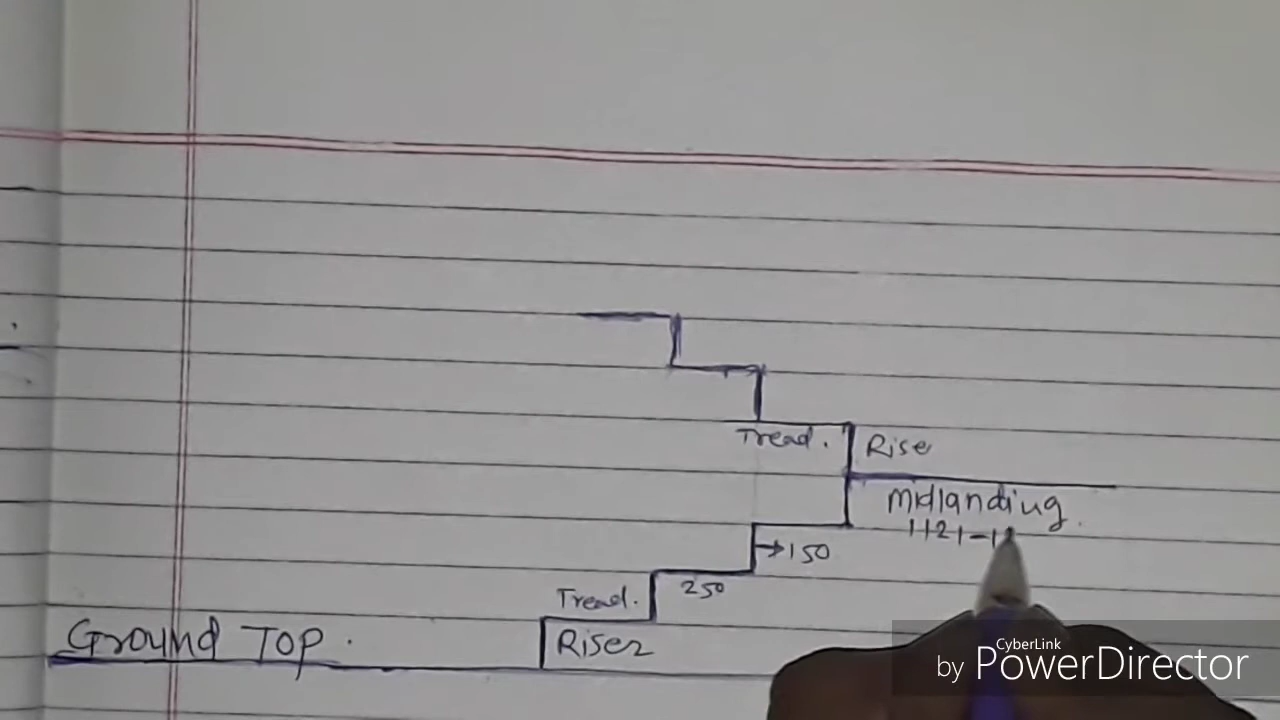 Tread. Rise
Midlanding.
→150
Tread. 250
Ground Top. Riser
CyberLink
by PowerDirector